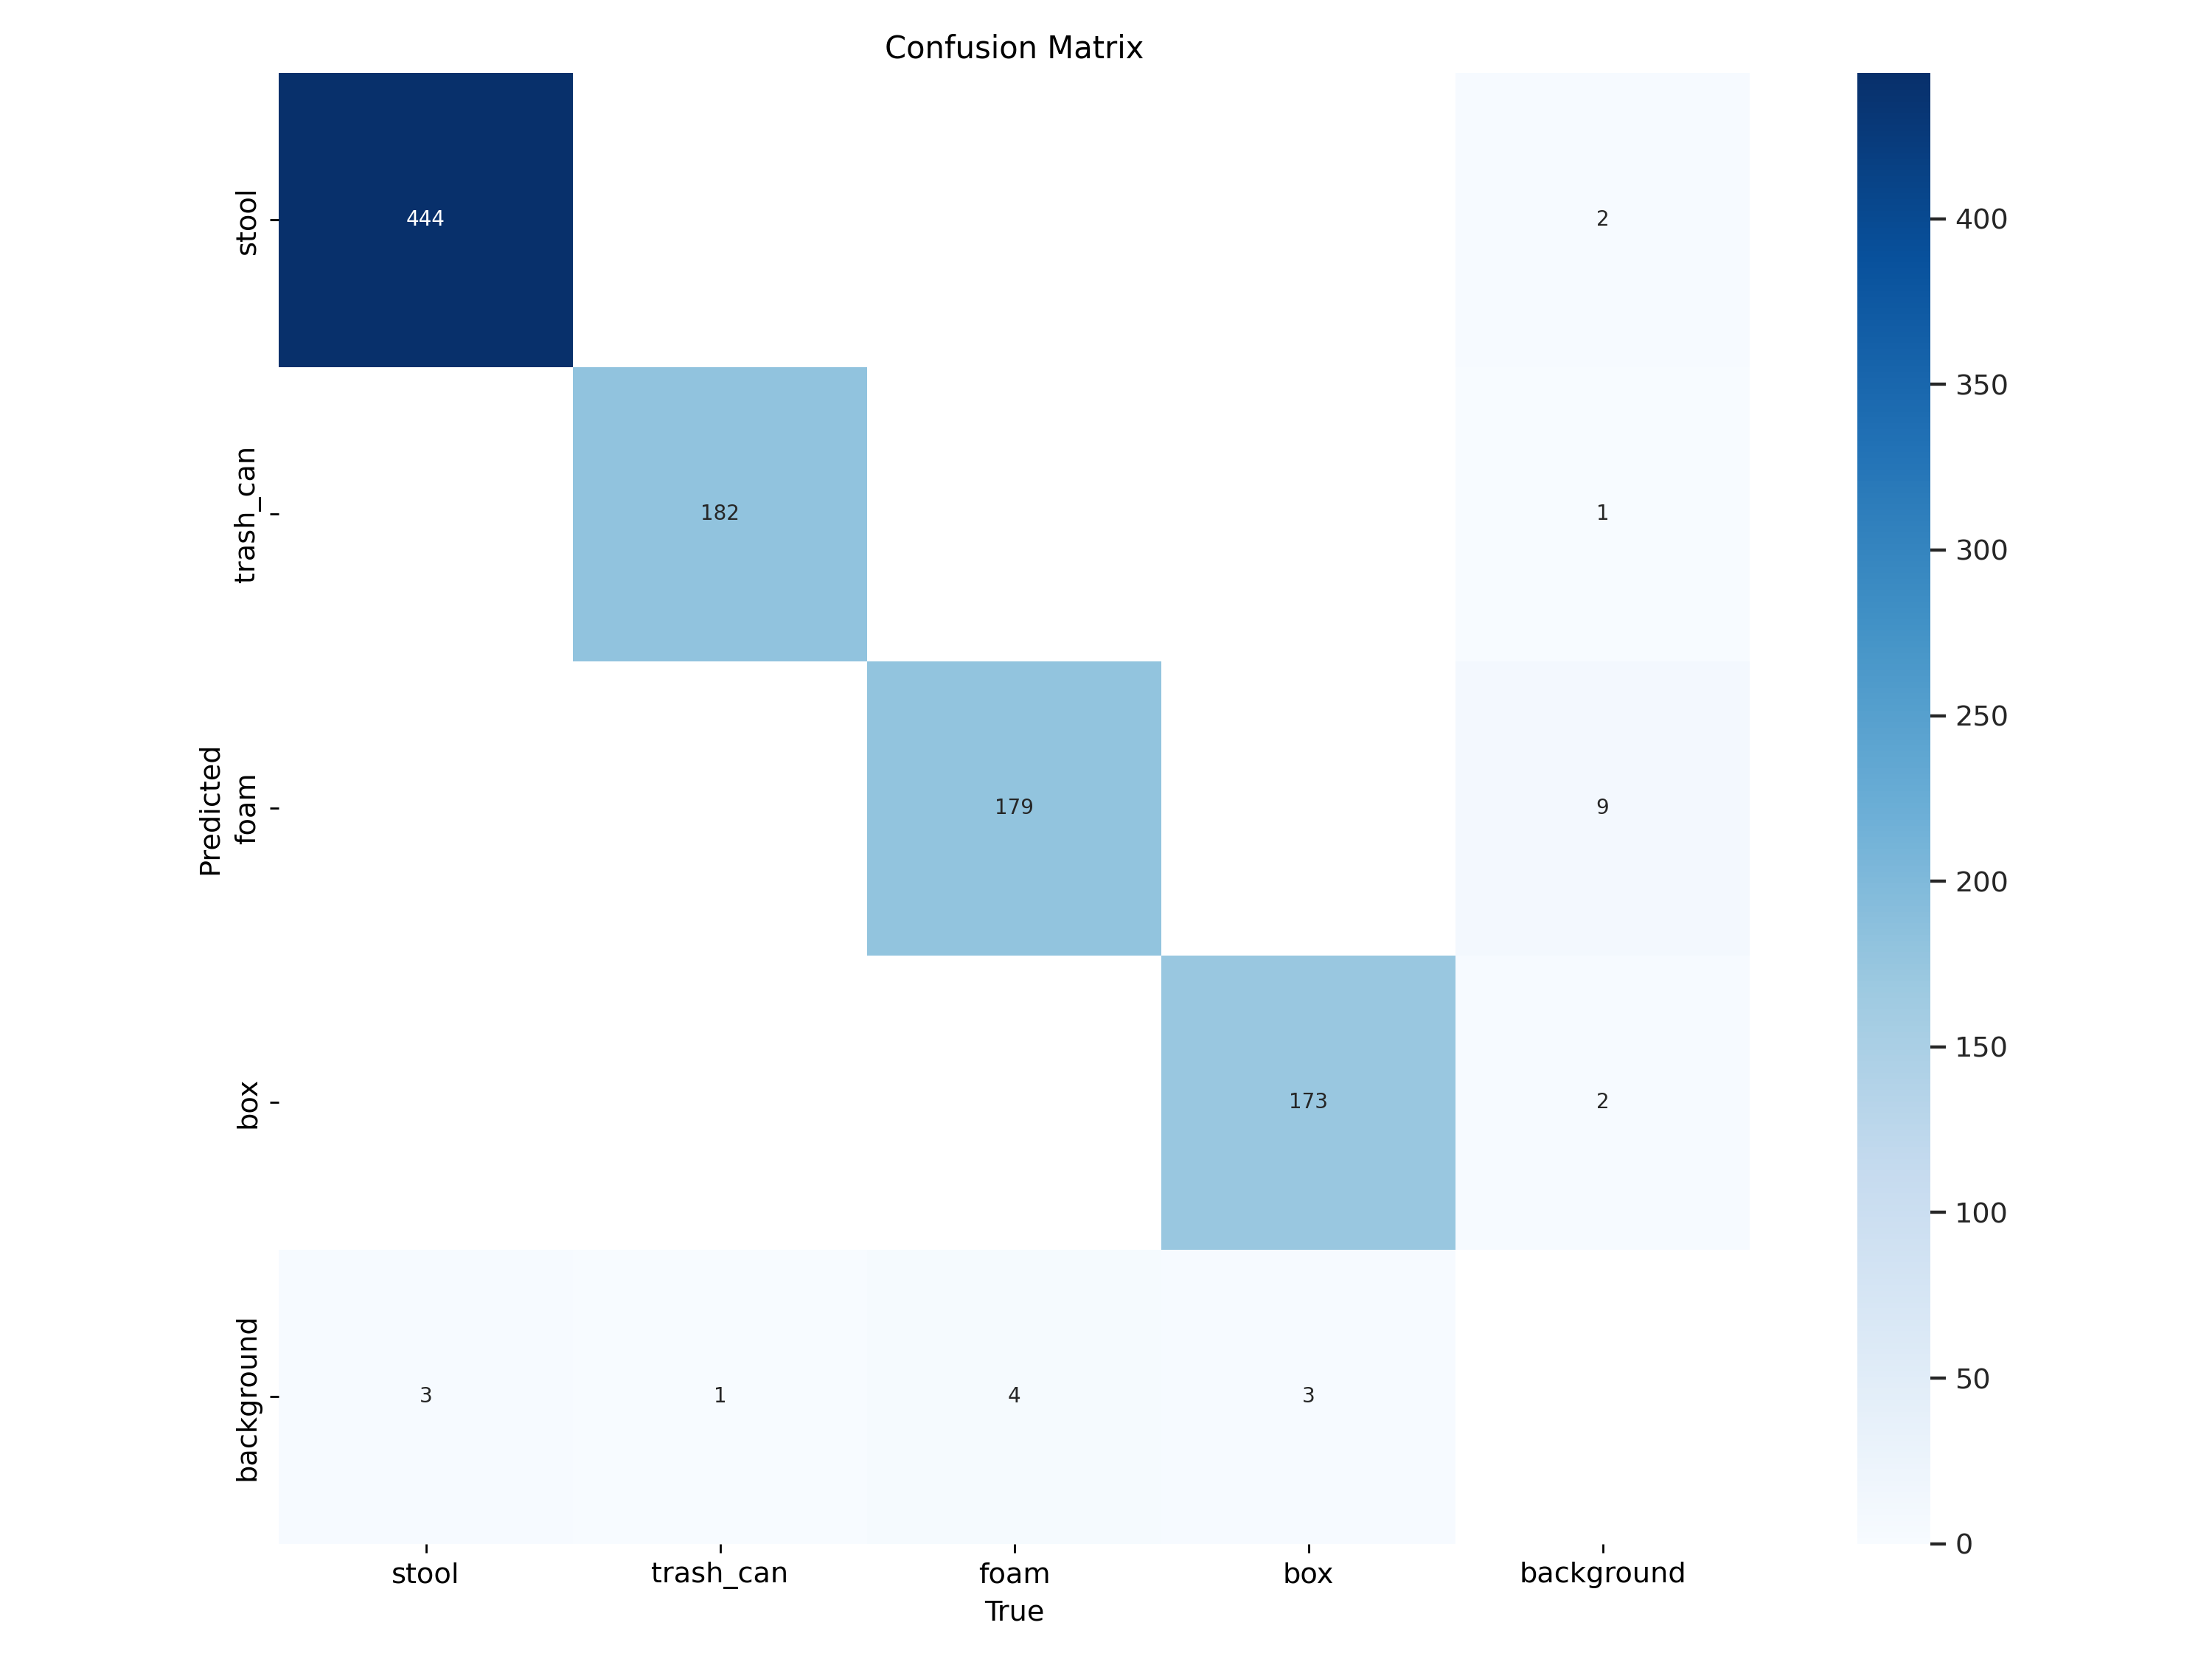 Confusion Matrix
Predicted
stool
444
2
trash_can
182
1
foam
179
9
box
173
2
background
3
1
4
3
stool
trash_can
foam
box
background
True
400
350
300
250
200
150
100
50
0